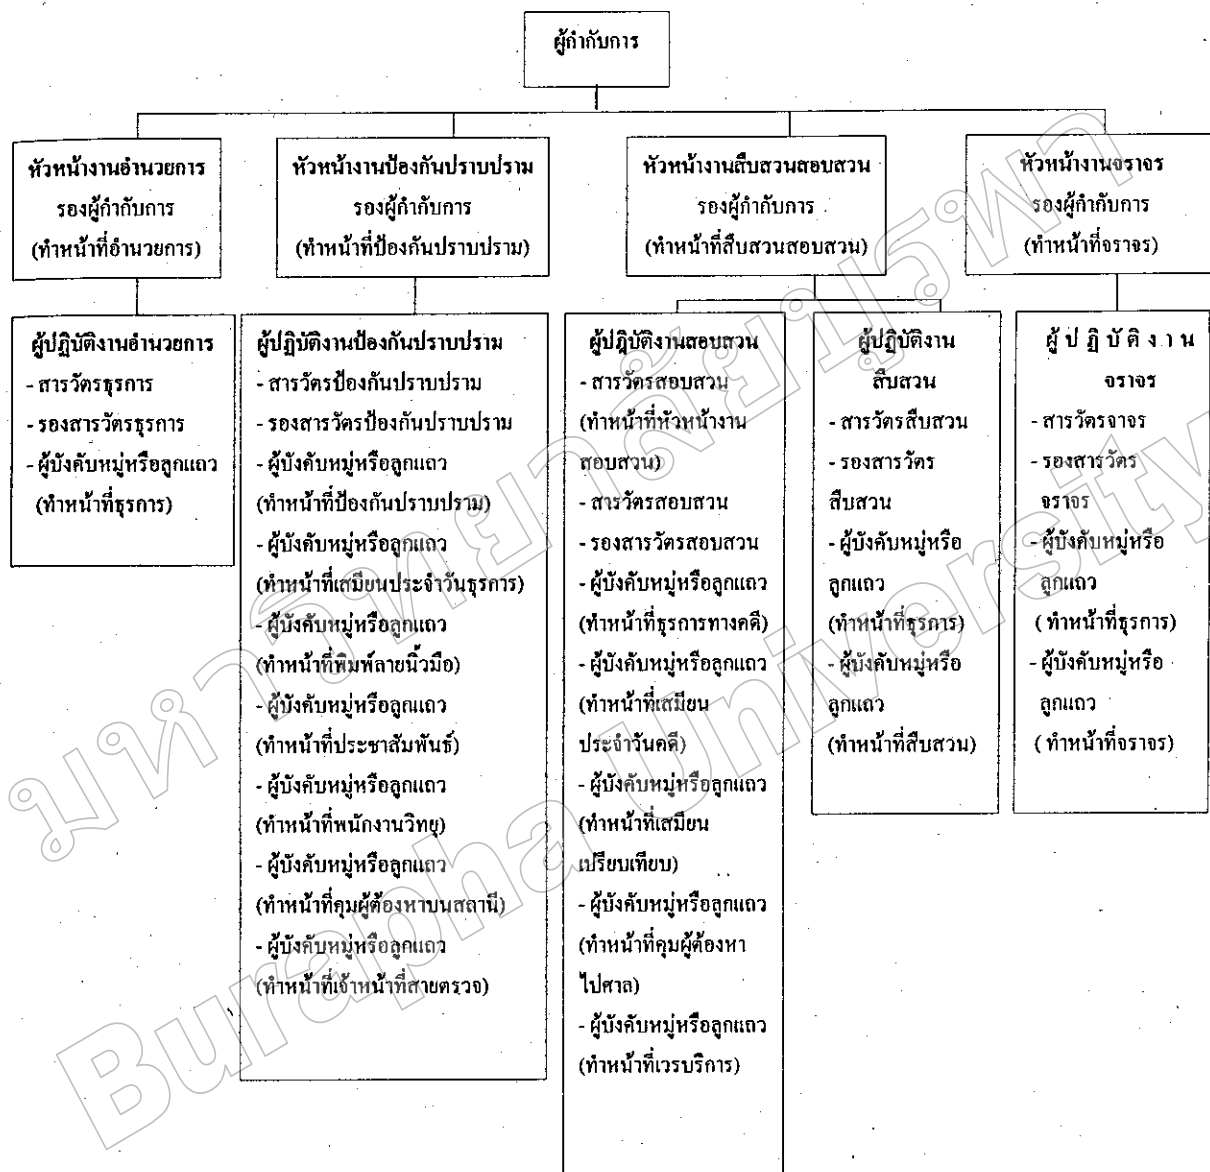 ผู้กำกับการ
หัวหน้างานอำนวยการ
รองผู้กำกับการ
(ทำหน้าที่อำนวยการ)
หัวหน้างานป้องกันปราบปราม
รองผู้กำกับการ
(ทำหน้าที่ป้องกันปราบปราม)
หัวหน้างานสืบสวนสอบสวน
รองผู้กำกับการ
(ทำหน้าที่สืบสวนสอบสวน)
หัวหน้างานจราจร
รองผู้กำกับการ
(ทำหน้าที่จราจร)
ผู้ปฏิบัติงานอำนวยการ
- สารวัตรธุรการ
- รองสารวัตรธุรการ
- ผู้บังคับหมู่หรือลูกแถว
(ทำหน้าที่ธุรการ)
ผู้ปฏิบัติงานป้องกันปราบปราม
- สารวัตรป้องกันปราบปราม
- รองสารวัตรป้องกันปราบปราม
- ผู้บังคับหมู่หรือลูกแถว
(ทำหน้าที่ป้องกันปราบปราม)
- ผู้บังคับหมู่หรือลูกแถว
(ทำหน้าที่เสมียนประจำวันธุรการ)
- ผู้บังคับหมู่หรือลูกแถว
(ทำหน้าที่พิมพ์ลายนิ้วมือ)
- ผู้บังคับหมู่หรือลูกแถว
(ทำหน้าที่ประชาสัมพันธ์)
- ผู้บังคับหมู่หรือลูกแถว
(ทำหน้าที่พนักงานวิทยุ)
- ผู้บังคับหมู่หรือลูกแถว
(ทำหน้าที่คุมผู้ต้องหาบนสถานี)
- ผู้บังคับหมู่หรือลูกแถว
(ทำหน้าที่เจ้าหน้าที่สายตรวจ)
ผู้ปฏิบัติงานสอบสวน
- สารวัตรสอบสวน
(ทำหน้าที่หัวหน้างาน
สอบสวน)
- สารวัตรสอบสวน
- รองสารวัตรสอบสวน
- ผู้บังคับหมู่หรือลูกแถว
(ทำหน้าที่ธุรการทางคดี)
- ผู้บังคับหมู่หรือลูกแถว
(ทำหน้าที่เสมียน
ประจำวันคดี)
- ผู้บังคับหมู่หรือลูกแถว
(ทำหน้าที่เสมียน
เปรียบเทียบ)
- ผู้บังคับหมู่หรือลูกแถว
(ทำหน้าที่คุมผู้ต้องหา
ไปศาล)
- ผู้บังคับหมู่หรือลูกแถว
(ทำหน้าที่เวรบริการ)
ผู้ปฏิบัติงาน
สืบสวน
- สารวัตรสืบสวน
- รองสารวัตร
สืบสวน
- ผู้บังคับหมู่หรือ
ลูกแถว
(ทำหน้าที่ธุรการ)
- ผู้บังคับหมู่หรือ
ลูกแถว
(ทำหน้าที่สืบสวน)
ผู้ปฏิบัติงาน
จราจร
- สารวัตรจาจร
- รองสารวัตร
จราจร
- ผู้บังคับหมู่หรือ
ลูกแถว
(ทำหน้าที่ธุรการ)
- ผู้บังคับหมู่หรือ
ลูกแถว
(ทำหน้าที่จราจร)
มหาวิทยาลัยบูรพา
Burapha University